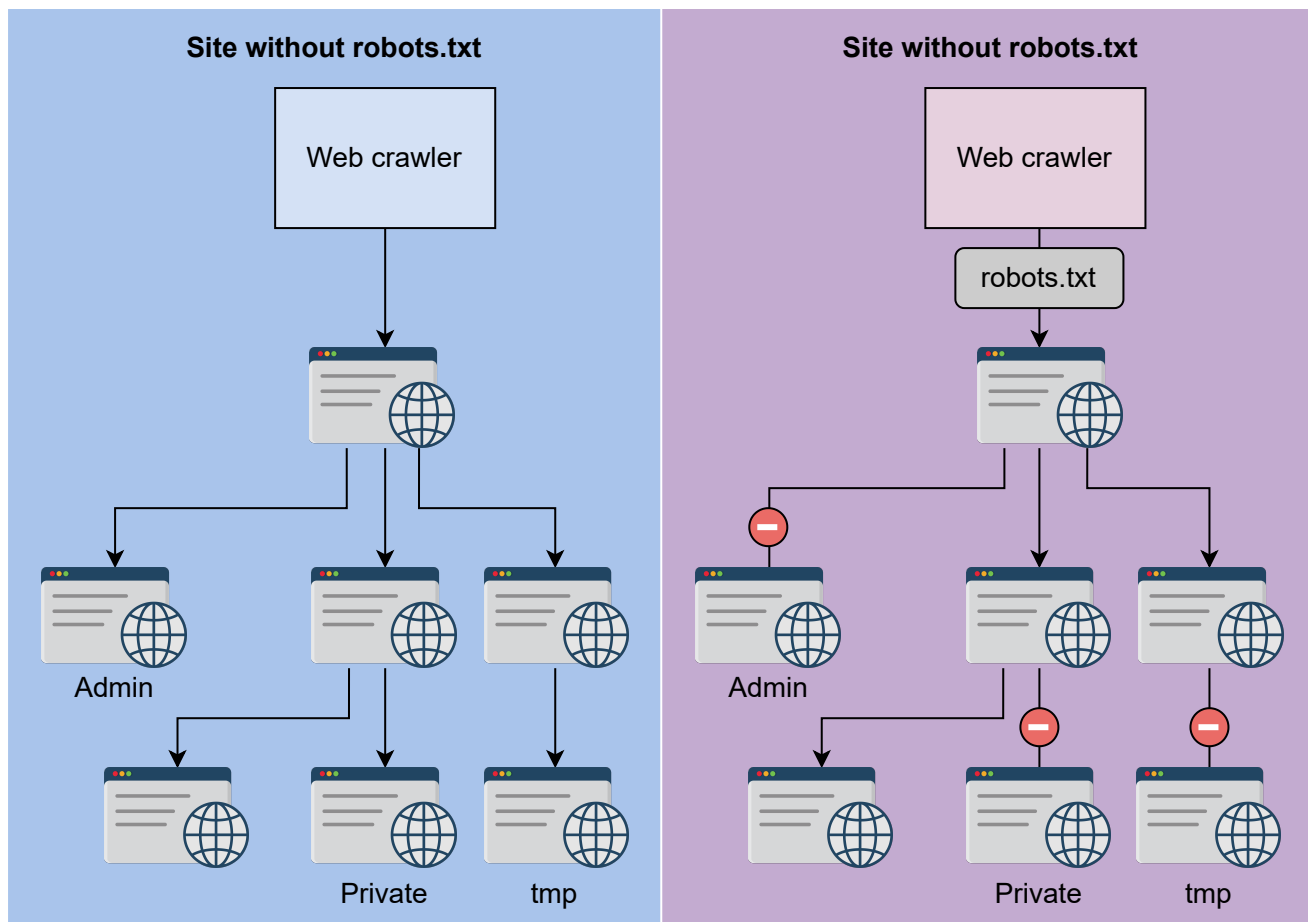 Site without robots.txt
Web crawler
Admin
Private
tmp
Site without robots.txt
Web crawler
robots.txt
Admin
Private
tmp